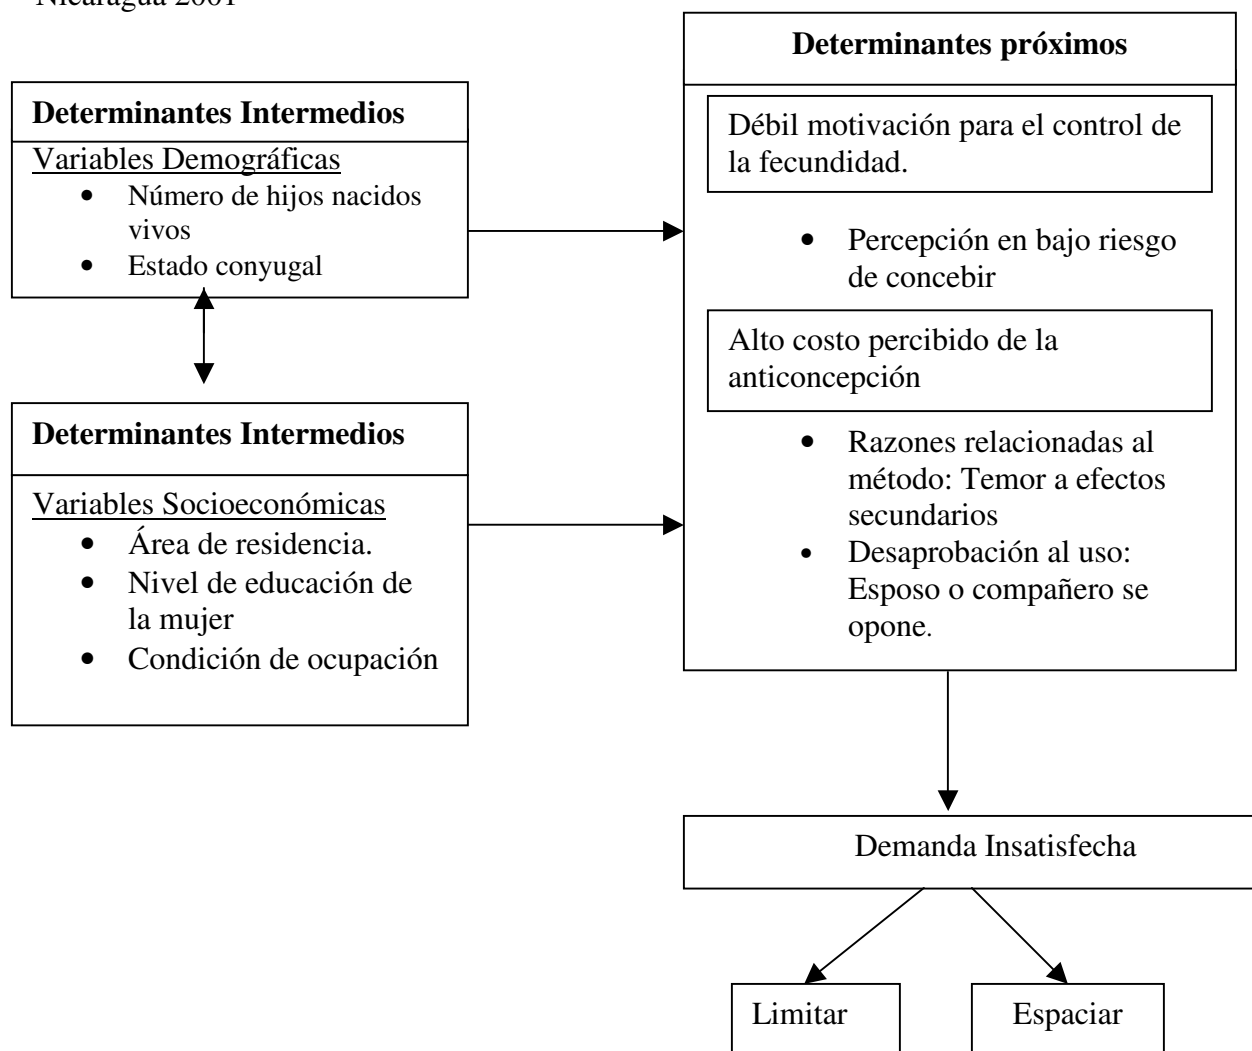 Nicaragua 2001
Determinantes Intermedios
Variables Demográficas
• Número de hijos nacidos
vivos
• Estado conyugal
Determinantes Intermedios
Variables Socioeconómicas
• Área de residencia.
• Nivel de educación de
la mujer
• Condición de ocupación
Determinantes próximos
Débil motivación para el control de
la fecundidad.
• Percepción en bajo riesgo
de concebir
Alto costo percibido de la
anticoncepción
• Razones relacionadas al
método: Temor a efectos
secundarios
• Desaprobación al uso:
Esposo o compañero se
opone.
Demanda Insatisfecha
Limitar
Espaciar